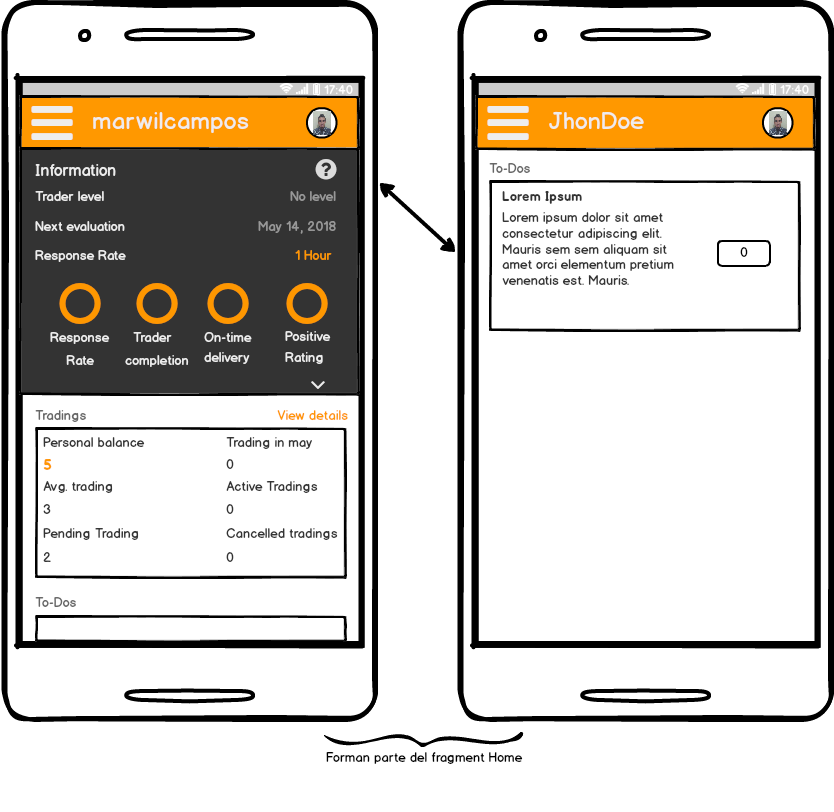 17:40
marwilcampos
Information
?
Trader level
No level
Next evaluation
May 14, 2018
Response Rate
1 Hour
Response
Rate
Trader
completion
On-time
delivery
Positive
Rating
Tradings
View details
Personal balance
Trading in may
5
0
Avg. trading
Active Tradings
3
0
Pending Trading
Cancelled tradings
2
0
To-Dos
17:40
JhonDoe
To-Dos
Lorem Ipsum
Lorem ipsum dolor sit amet
consectetur adipiscing elit.
Mauris sem sem aliquam sit
amet orci elementum pretium
venenatis est. Mauris.
0
Forman parte del fragment Home